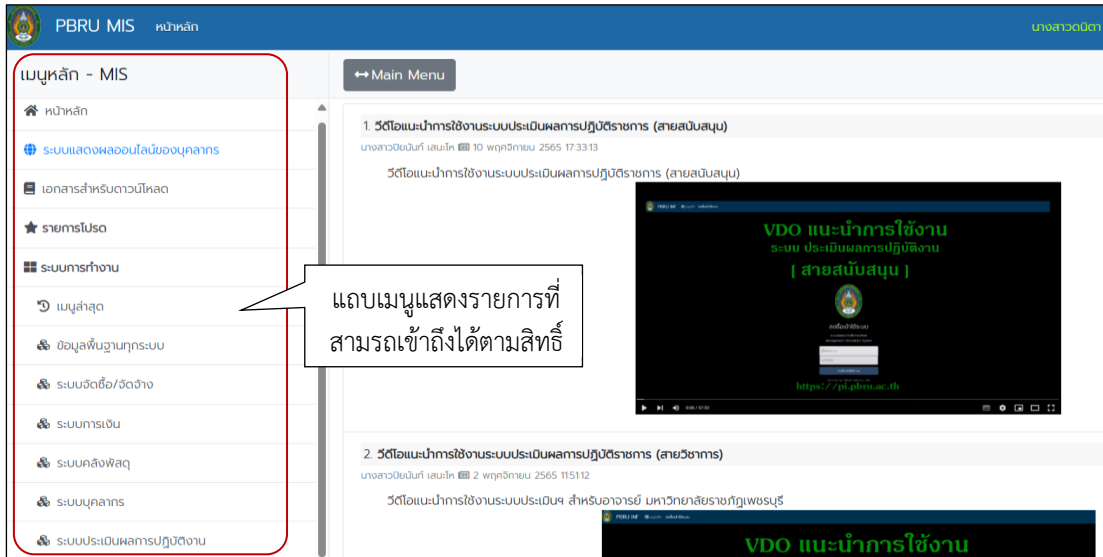 PBRU MIS หน้าหลัก
นางสาวดนิตา
เมนูหลัก - MIS
หน้าหลัก
ระบบแสดงผลออนไลน์ของบุคลากร
เอกสารสำหรับดาวน์โหลด
รายการโปรด
ระบบการทำงาน
เมนูล่าสุด
ข้อมูลพื้นฐานทุกระบบ
ระบบจัดซื้อ/จัดจ้าง
ระบบการเงิน
ระบบคลังพัสดุ
ระบบบุคลากร
ระบบประเมินผลการปฏิบัติงาน
แถบเมนูแสดงรายการที่
สามรถเข้าถึงได้ตามสิทธิ์
Main Menu
1. วีดีโอแนะนำการใช้งานระบบประเมินผลการปฏิบัติราชการ (สายสนับสนุน)
นางสาวปิยนันท์ เสนะโห 10 พฤศจิกายน 2565 17:33:13
วีดีโอแนะนำการใช้งานระบบประเมินผลการปฏิบัติราชการ (สายสนับสนุน)
VDO แนะนำการใช้งาน
ระบบ ประเมินผลการปฏิบัติงาน
[ สายสนับสนุน ]
https://pi.pbru.ac.th
2. วีดีโอแนะนำการใช้งานระบบประเมินผลการปฏิบัติราชการ (สายวิชาการ)
นางสาวปิยนันท์ เสนะโห 2 พฤศจิกายน 2565 11:51:12
วีดีโอแนะนำการใช้งานระบบประเมินฯ สำหรับอาจารย์ มหาวิทยาลัยราชภัฏเพชรบุรี
VDO แนะนำการใช้งาน